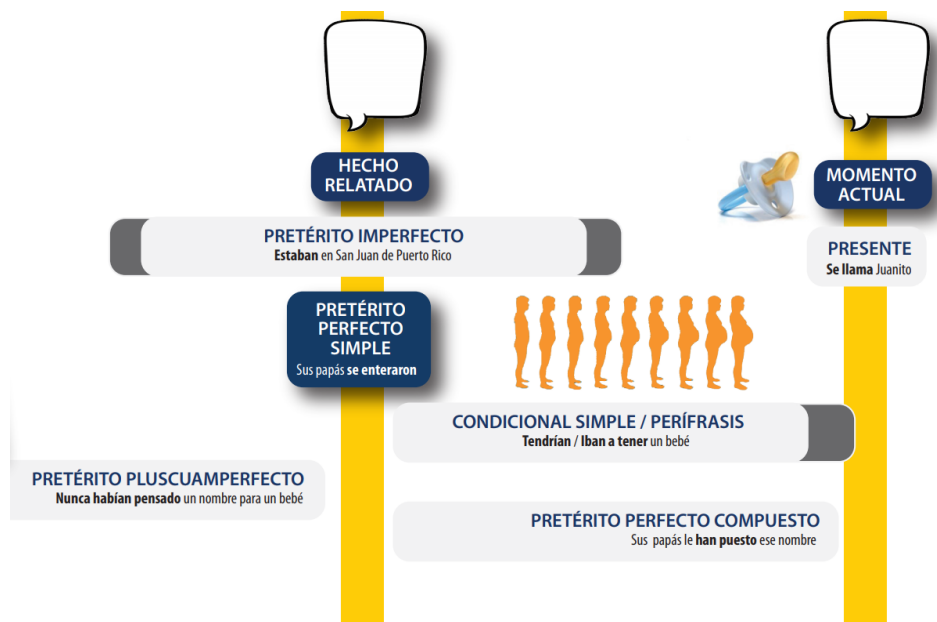 HECHO
RELATADO
MOMENTO
ACTUAL
PRETÉRITO IMPERFECTO
Estaban en San Juan de Puerto Rico
PRESENTE
Se llama Juanito
PRETÉRITO
PERFECTO
SIMPLE
Sus papás se enteraron
CONDICIONAL SIMPLE / PERÍFRASIS
Tendrían / Iban a tener un bebé
PRETÉRITO PLUSCUAMPERFECTO
Nunca habían pensado un nombre para un bebé
PRETÉRITO PERFECTO COMPUESTO
Sus papás le han puesto ese nombre